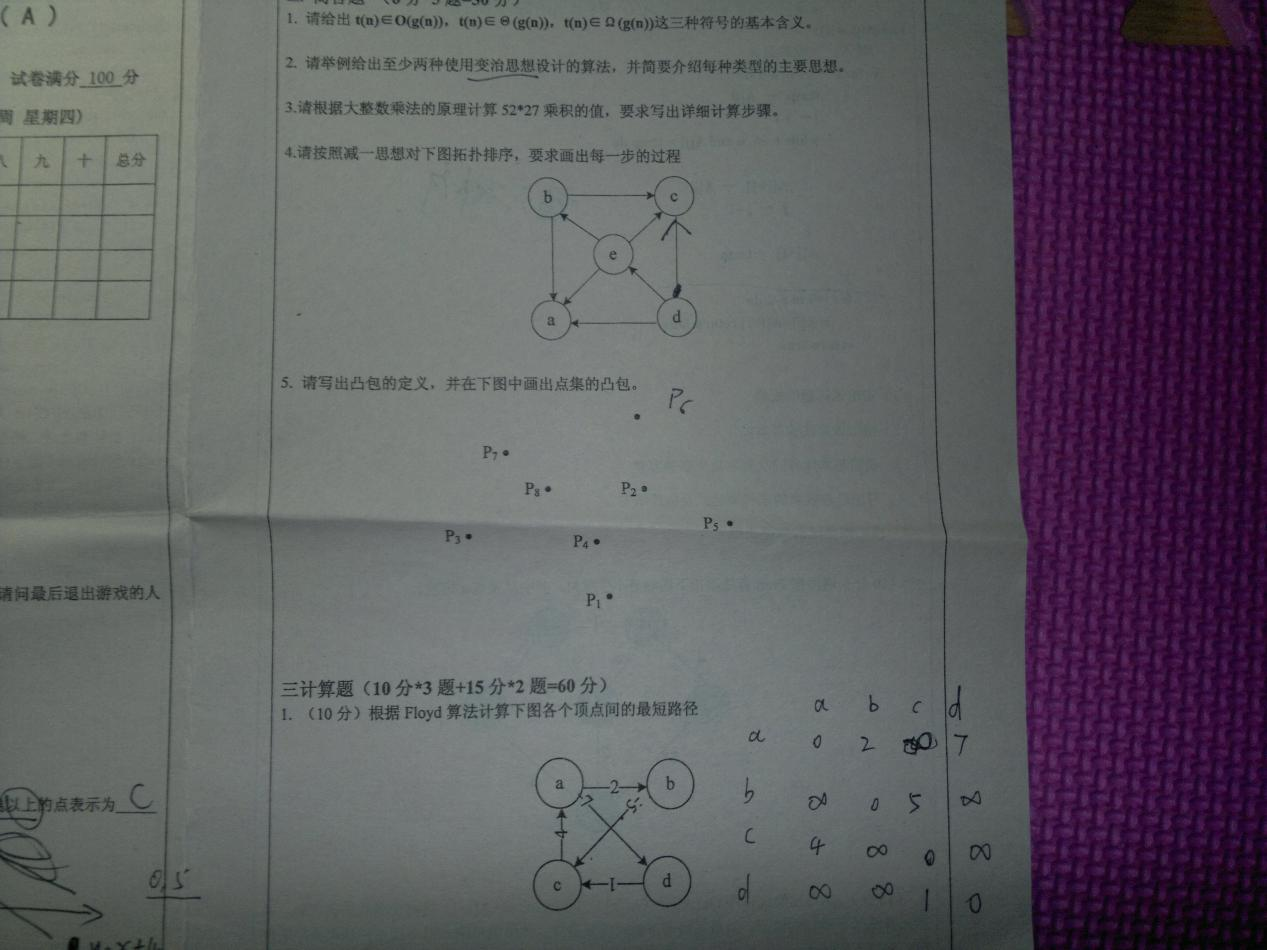 ( A )
试卷满分 100 分
周 星期四)
九 十 总分
请问最后退出游戏的人
以上的点表示为 C
0.5
1. 请给出 t(n)∈O(g(n)),t(n)∈Θ(g(n)),t(n)∈Ω(g(n))这三种符号的基本含义。
2. 请举例给出至少两种使用变治思想设计的算法,并简要介绍每种类型的主要思想。
3.请根据大整数乘法的原理计算 52*27 乘积的值,要求写出详细计算步骤。
4.请按照减一思想对下图拓扑排序,要求画出每一步的过程
b c
e
a d
5. 请写出凸包的定义,并在下图中画出点集的凸包。
P6
P7
P8 P2
P5
P3 P4
P1
三计算题(10 分*3 题+15 分*2 题=60 分)
1. (10 分)根据 Floyd 算法计算下图各个顶点间的最短路径
a 2 b
7 5
4
c 1 d
a b c d
a 0 2 7
b ∞ 0 5 ∞
c 4 ∞ 0 ∞
d ∞ ∞ 1 0